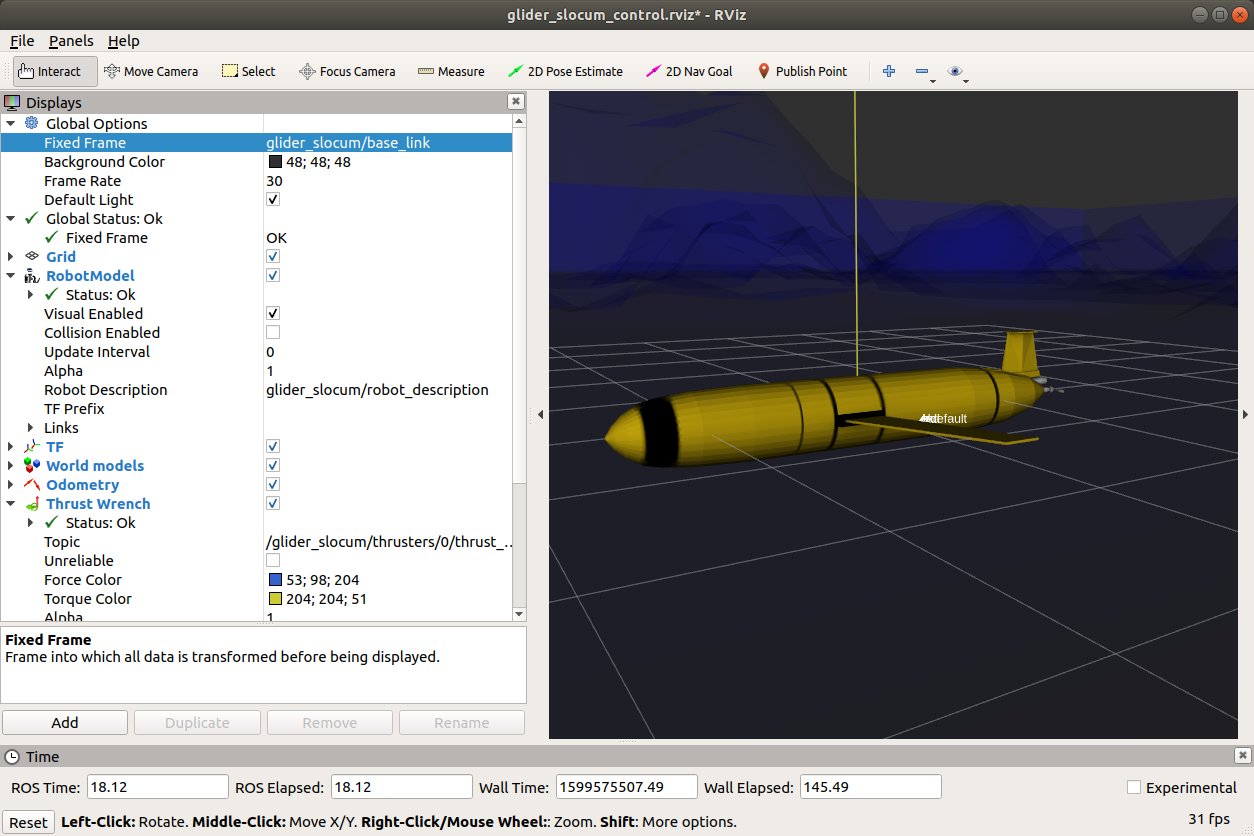 glider_slocum_control.rviz* - RViz
File Panels Help
Interact Move Camera Select Focus Camera Measure 2D Pose Estimate 2D Nav Goal Publish Point
Displays
Global Options
Fixed Frame glider_slocum/base_link
Background Color 48; 48; 48
Frame Rate 30
Default Light
Global Status: Ok
Fixed Frame OK
Grid
RobotModel
Status: Ok
Visual Enabled
Collision Enabled
Update Interval 0
Alpha 1
Robot Description glider_slocum/robot_description
TF Prefix
Links
TF
World models
Odometry
Thrust Wrench
Status: Ok
Topic /glider_slocum/thrusters/0/thrust_...
Unreliable
Force Color 53; 98; 204
Torque Color 204; 204; 51
Alpha 1
Fixed Frame
Frame into which all data is transformed before being displayed.
Add Duplicate Remove Rename
Time
ROS Time: 18.12 ROS Elapsed: 18.12 Wall Time: 1599575507.49 Wall Elapsed: 145.49 Experimental
Reset Left-Click: Rotate. Middle-Click: Move X/Y. Right-Click/Mouse Wheel:: Zoom. Shift: More options. 31 fps